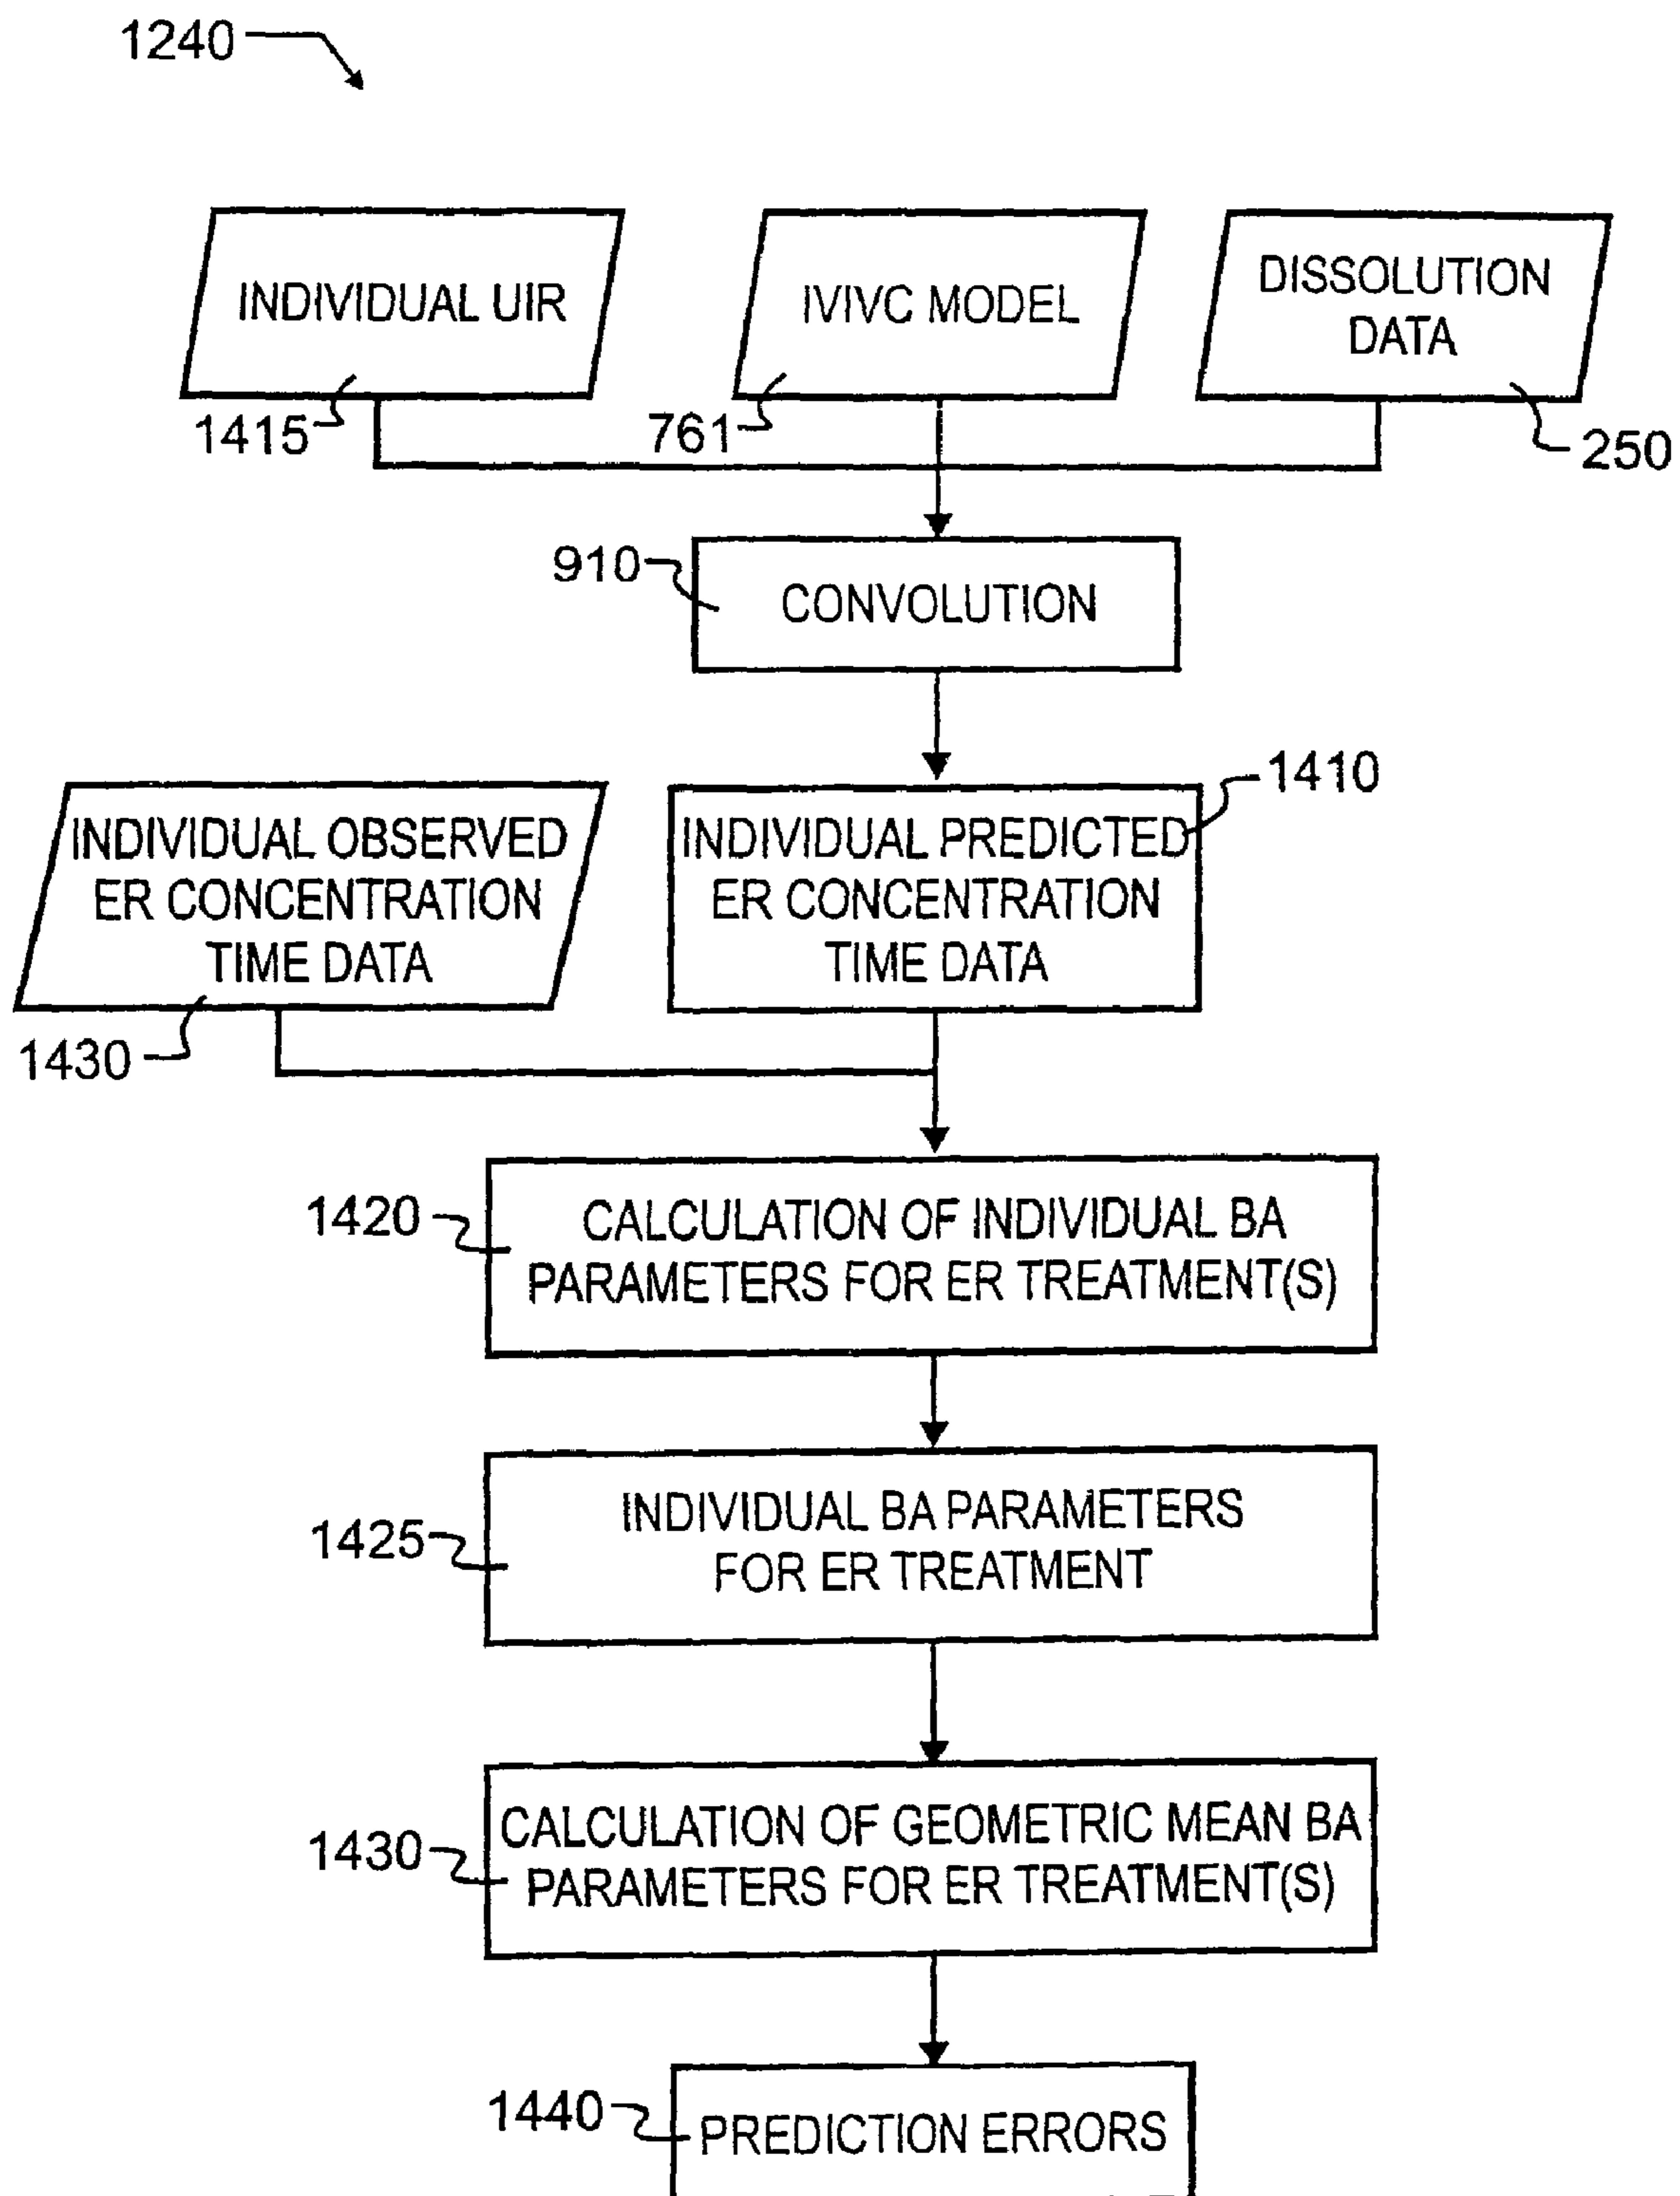 1240
INDIVIDUAL UIR
IVIVC MODEL
DISSOLUTION
DATA
1415
761
250
910
CONVOLUTION
1410
INDIVIDUAL OBSERVED
ER CONCENTRATION
TIME DATA
INDIVIDUAL PREDICTED
ER CONCENTRATION
TIME DATA
1430
1420
CALCULATION OF INDIVIDUAL BA
PARAMETERS FOR ER TREATMENT(S)
1425
INDIVIDUAL BA PARAMETERS
FOR ER TREATMENT
1430
CALCULATION OF GEOMETRIC MEAN BA
PARAMETERS FOR ER TREATMENT(S)
1440
PREDICTION ERRORS